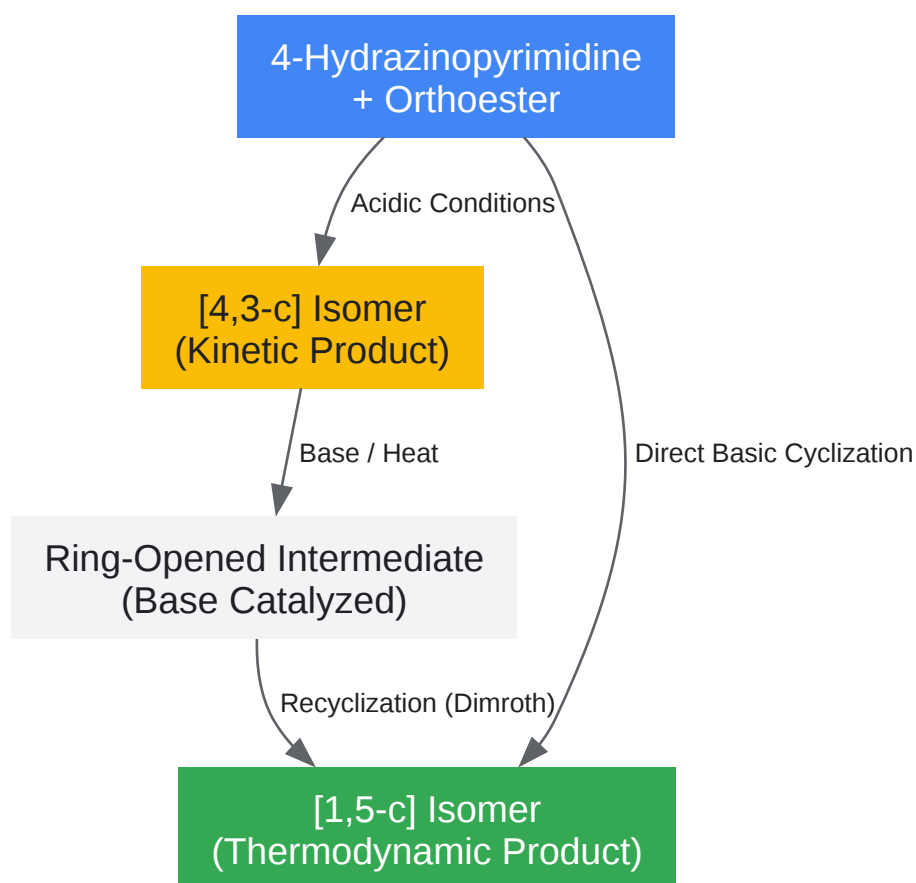 4-Hydrazinopyrimidine
+ Orthoester
Acidic Conditions
[4,3-c] Isomer
(Kinetic Product)
Base / Heat
Direct Basic Cyclization
Ring-Opened Intermediate
(Base Catalyzed)
Recyclization (Dimroth)
[1,5-c] Isomer
(Thermodynamic Product)